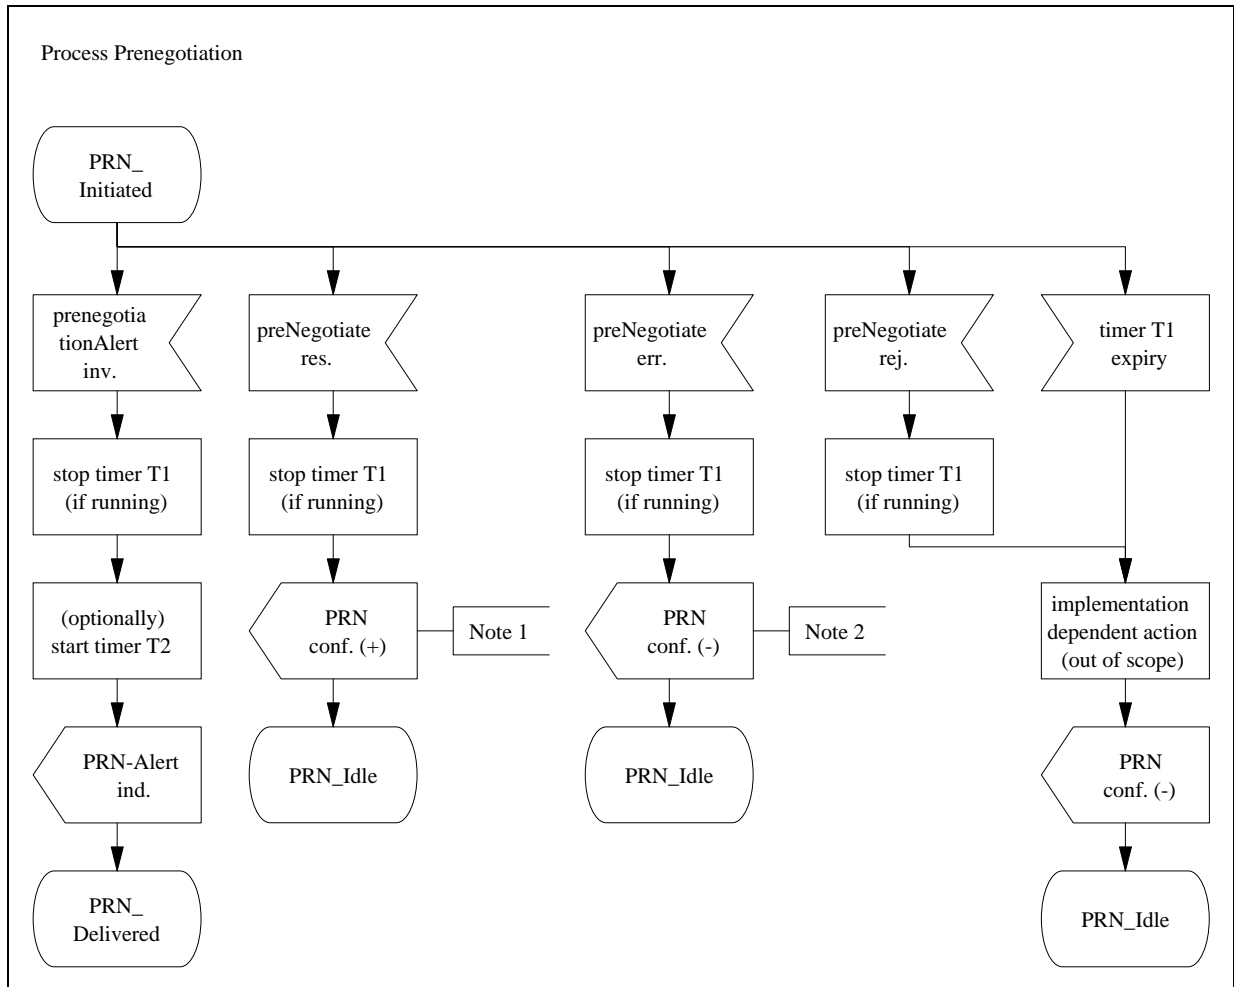 Process Prenegotiation
PRN_
Initiated
prenegotia
tionAlert
inv.
preNegotiate
res.
preNegotiate
err.
preNegotiate
rej.
timer T1
expiry
stop timer T1
(if running)
stop timer T1
(if running)
stop timer T1
(if running)
stop timer T1
(if running)
(optionally)
start timer T2
PRN
conf. (+)
Note 1
PRN
conf. (-)
Note 2
implementation
dependent action
(out of scope)
PRN-Alert
ind.
PRN_Idle
PRN_Idle
PRN
conf. (-)
PRN_
Delivered
PRN_Idle